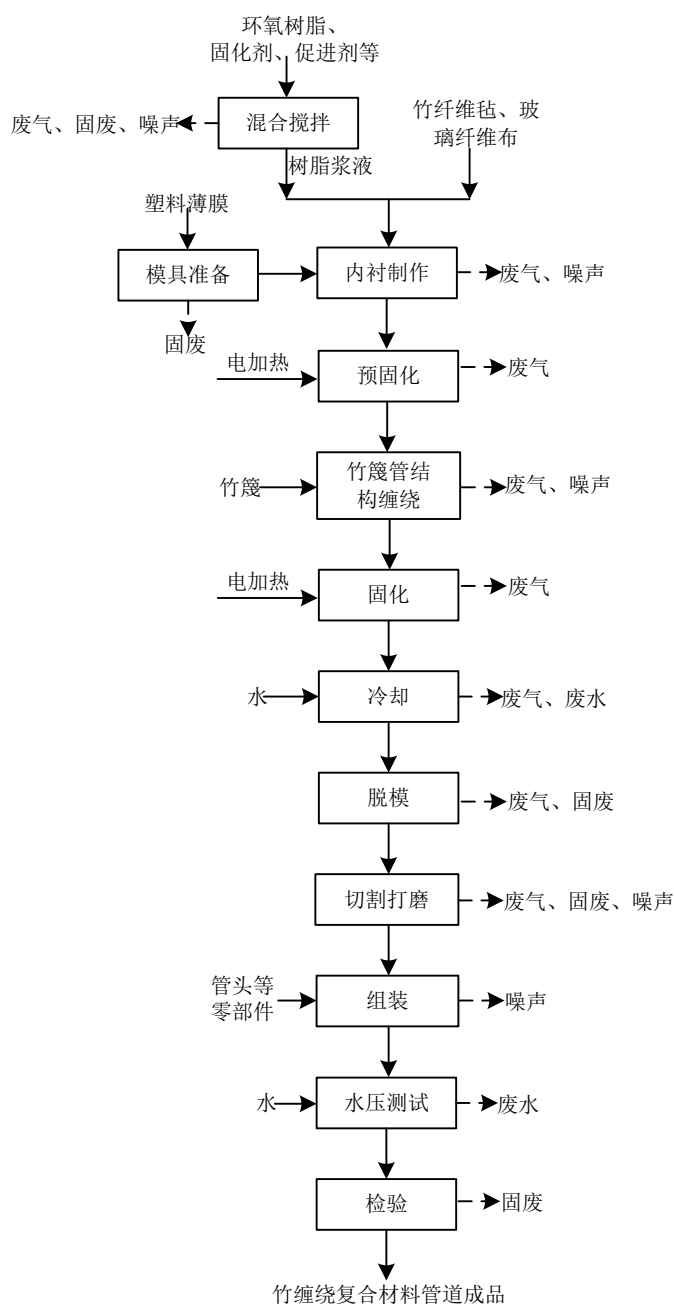 环氧树脂、
固化剂、促进剂等
混合搅拌
废气、固废、噪声
竹纤维毡、玻
璃纤维布
树脂浆液
塑料薄膜
模具准备
内衬制作
废气、噪声
固废
电加热
预固化
废气
竹篾
竹篾管结
构缠绕
废气、噪声
电加热
固化
废气
水
冷却
废气、废水
脱模
废气、固废
切割打磨
废气、固废、噪声
管头等
零部件
组装
噪声
水
水压测试
废水
检验
固废
竹缠绕复合材料管道成品